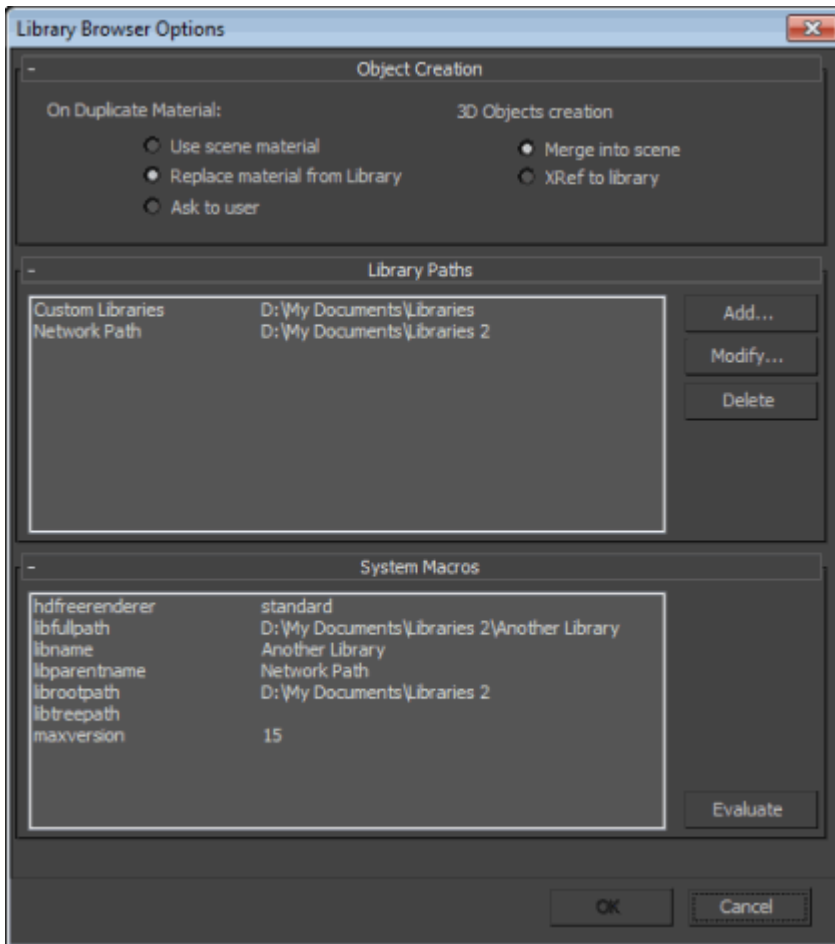 Library Browser Options
- Object Creation
On Duplicate Material:
Use scene material
Replace material from Library
Ask to user
3D Objects creation
Merge into scene
XRef to library
- Library Paths
Custom Libraries D:\My Documents\Libraries
Network Path D:\My Documents\Libraries 2
Add...
Modify...
Delete
- System Macros
hdfreerenderer standard
libfullpath D:\My Documents\Libraries 2\Another Library
libname Another Library
libparentname Network Path
librootpath D:\My Documents\Libraries 2
libtreepath
maxversion 15
Evaluate
OK Cancel